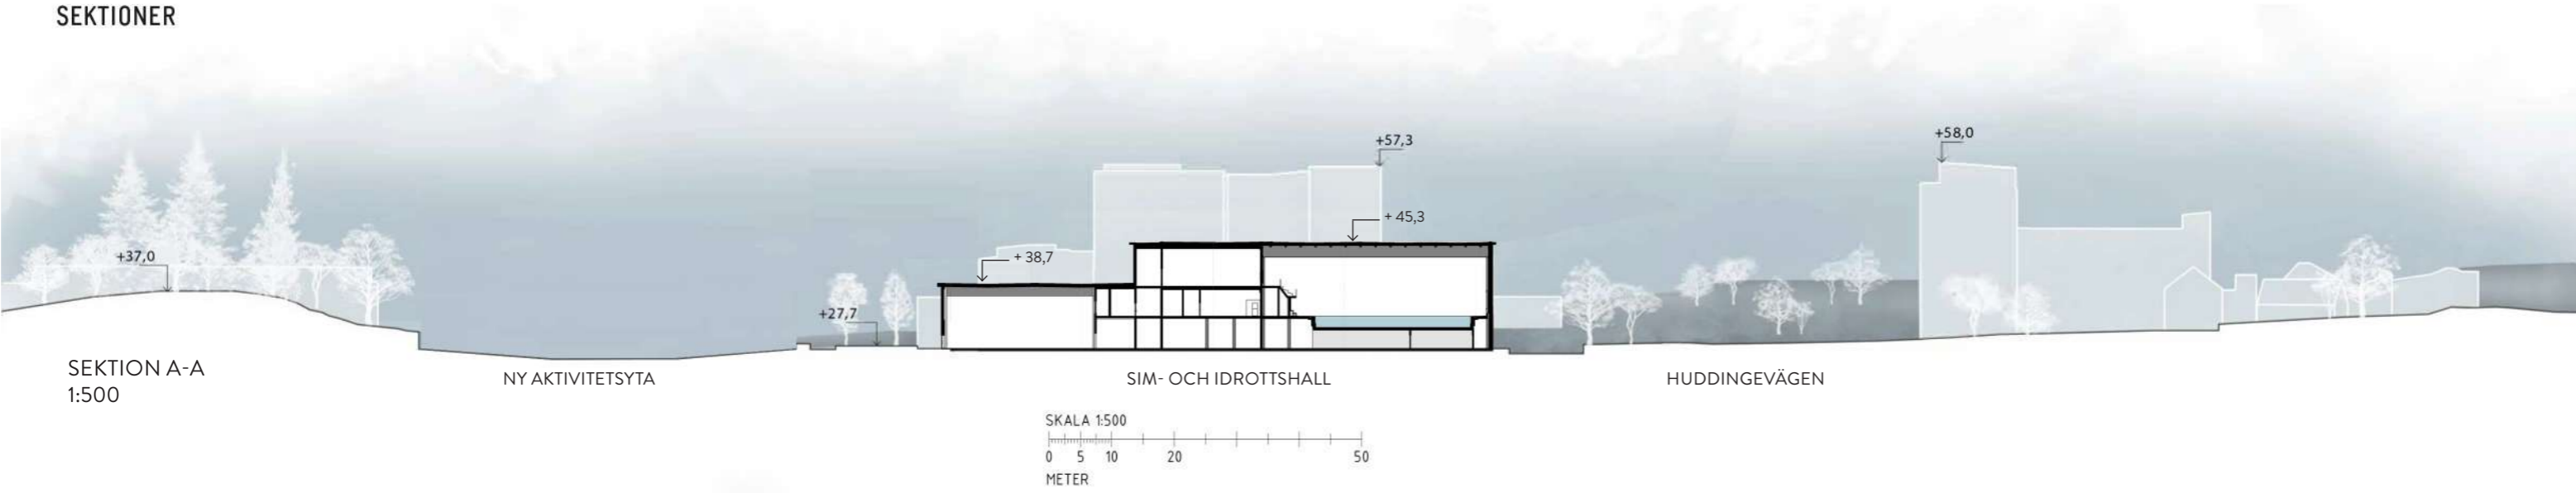 SEKTIONER
+57,3
+58,0
+ 45,3
+37,0
+ 38,7
+27,7
SEKTION A-A
1:500
NY AKTIVITETSYTA
SIM- OCH IDROTTSHALL
HUDDINGEVÄGEN
SKALA 1:500
0 5 10 20 50
METER